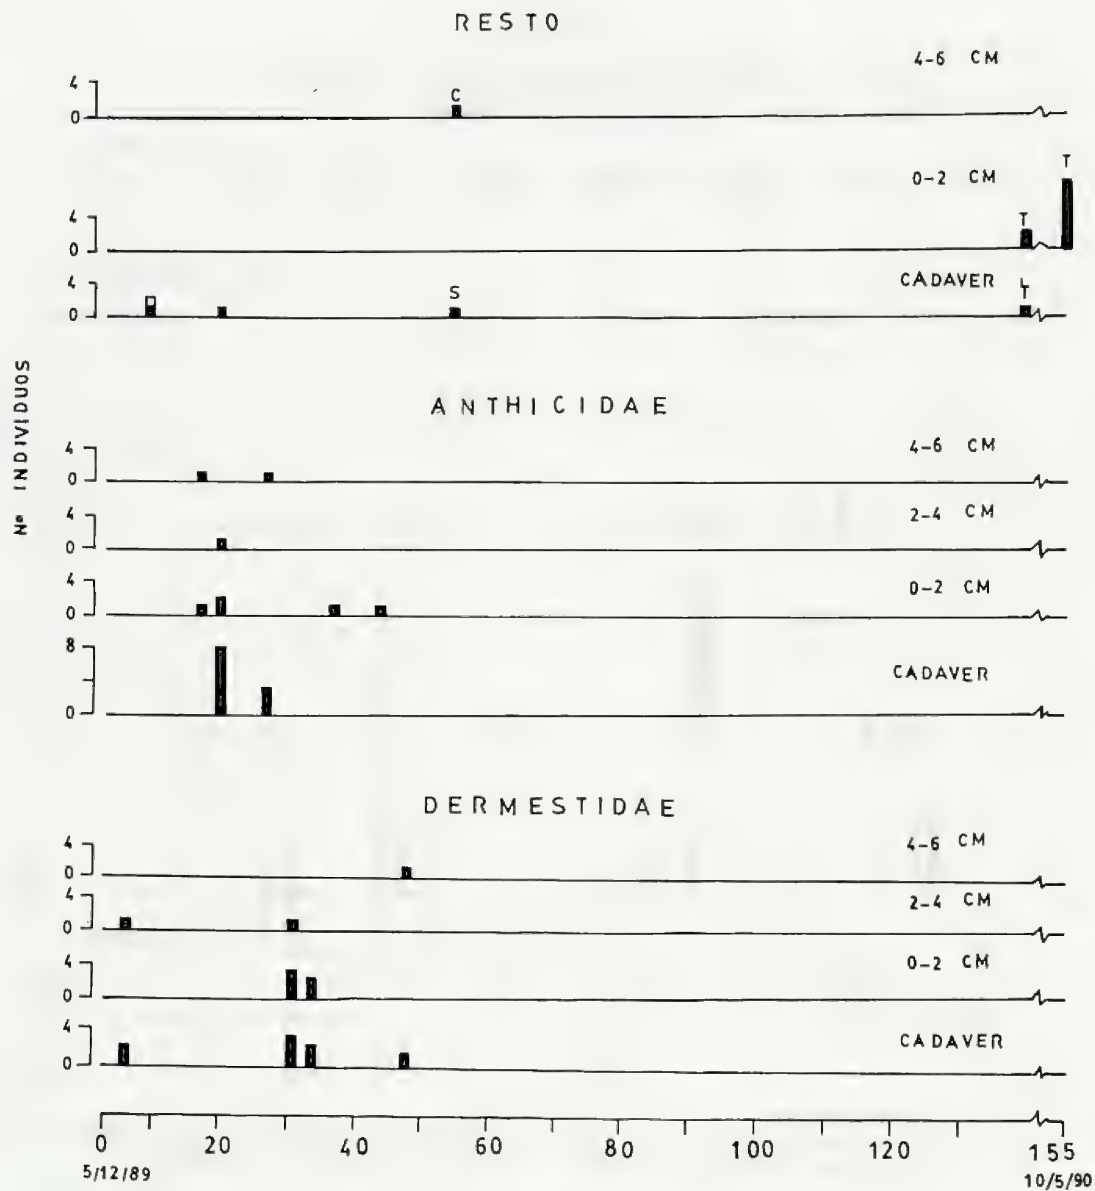 RESTO
4-6 CM
4
0
C
0-2 CM
4
0
T
T
CADAVER
4
0
S
L
T
Nº INDIVIDUOS
ANTHICIDAE
4-6 CM
4
0
2-4 CM
4
0
0-2 CM
4
0
CADAVER
8
0
DERMESTIDAE
4-6 CM
4
0
2-4 CM
4
0
0-2 CM
4
0
CADAVER
4
0
0 20 40 60 80 100 120 155
5/12/89 10/5/90